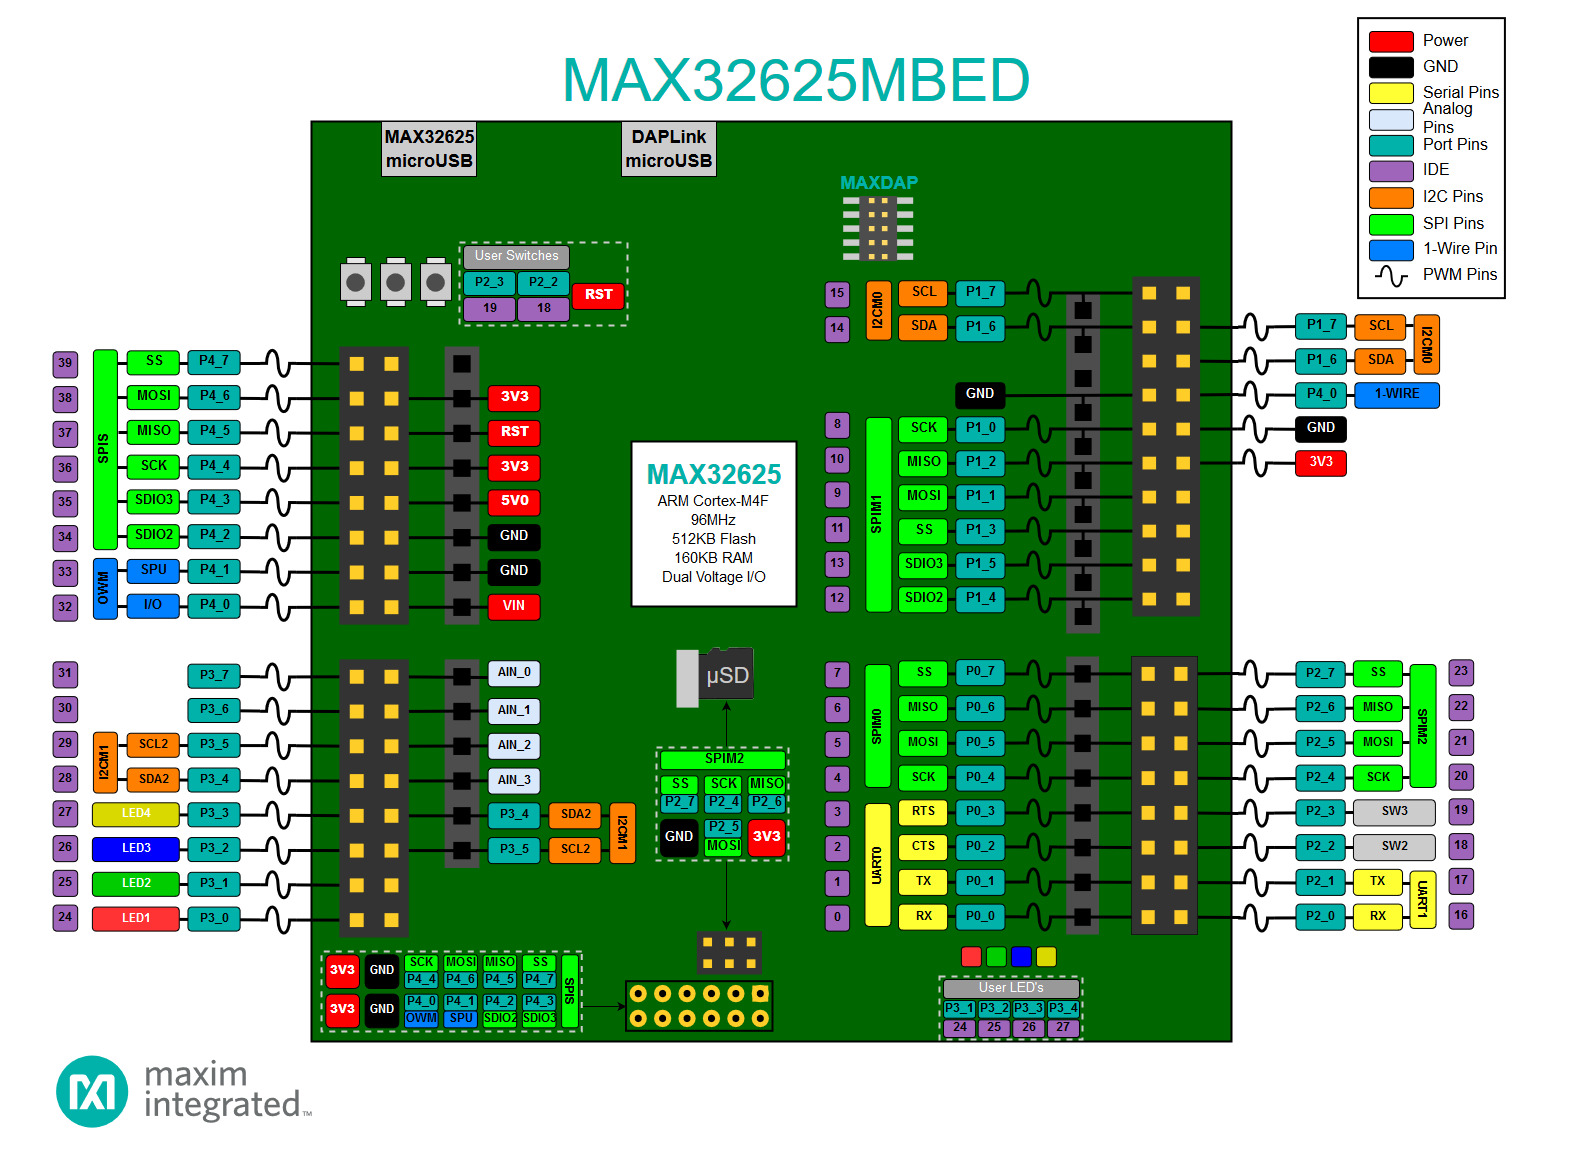 MAX32625MBED
Power
GND
Serial Pins
Analog
Pins
Port Pins
IDE
I2C Pins
SPI Pins
1-Wire Pin
PWM Pins
MAX32625
microUSB
DAPLink
microUSB
MAXDAP
User Switches
P2_3 P2_2 RST
19 18
39 SS P4_7
38 MOSI P4_6 3V3
37 MISO P4_5 RST
SPIS
36 SCK P4_4 3V3
35 SDIO3 P4_3 5V0
34 SDIO2 P4_2 GND
33 SPU P4_1 GND
OWM
32 I/O P4_0 VIN
31 P3_7 AIN_0
30 P3_6 AIN_1
29 SCL2 P3_5 AIN_2
I2CM1
28 SDA2 P3_4 AIN_3
27 LED4 P3_3 P3_4 SDA2
I2CM1
26 LED3 P3_2 P3_5 SCL2
25 LED2 P3_1
24 LED1 P3_0
MAX32625
ARM Cortex-M4F
96MHz
512KB Flash
160KB RAM
Dual Voltage I/O
µSD
SPIM2
SS SCK MISO
P2_7 P2_4 P2_6
GND P2_5 3V3
MOSI
15 SCL P1_7
I2CM0
14 SDA P1_6
GND
8 SCK P1_0
10 MISO P1_2
9 MOSI P1_1
SPIM1
11 SS P1_3
13 SDIO3 P1_5
12 SDIO2 P1_4
P1_7 SCL
I2CM0
P1_6 SDA
P4_0 1-WIRE
GND
3V3
7 SS P0_7
6 MISO P0_6
SPIM0
5 MOSI P0_5
4 SCK P0_4
3 RTS P0_3
2 CTS P0_2
UART0
1 TX P0_1
0 RX P0_0
P2_7 SS 23
P2_6 MISO 22
SPIM2
P2_5 MOSI 21
P2_4 SCK 20
P2_3 SW3 19
P2_2 SW2 18
P2_1 TX 17
UART1
P2_0 RX 16
3V3 GND SCK MOSI MISO SS
P4_4 P4_6 P4_5 P4_7
SPIS
3V3 GND P4_0 P4_1 P4_2 P4_3
OWM SPU SDIO2 SDIO3
User LED's
P3_1 P3_2 P3_3 P3_4
24 25 26 27
maxim
integrated™